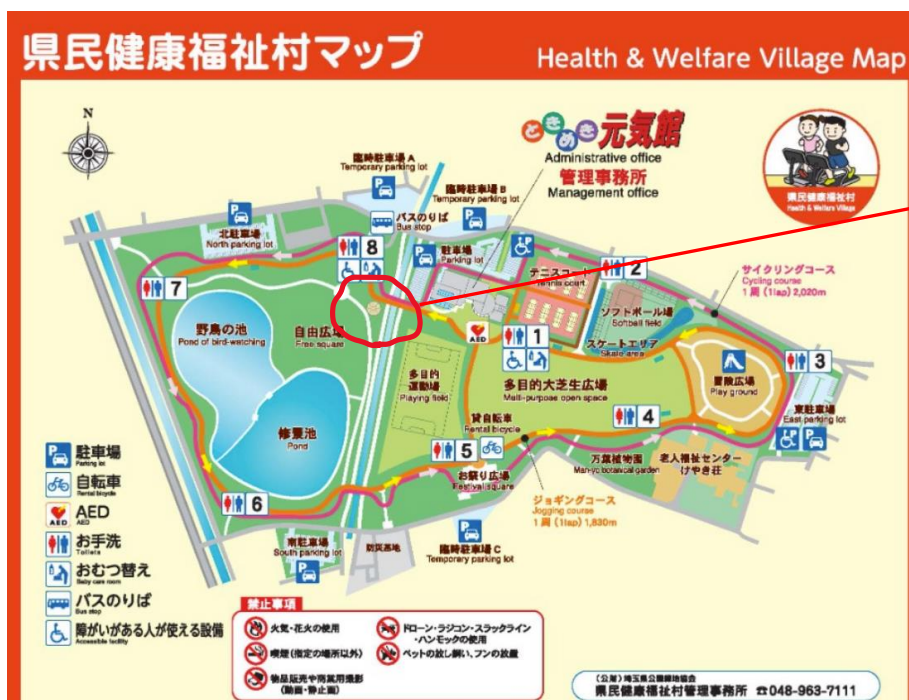 県民健康福祉村マップ
Health & Welfare Village Map
N
ときめき元気館
Administrative office
管理事務所
Management office
県民健康福祉村
Health & Welfare Village
臨時駐車場 A
Temporary parking lot
P
臨時駐車場 B
Temporary parking lot
P
バスのりば
Bus stop
北駐車場
North parking lot
P
8
駐車場
Parking lot
P
P
テニスコート
Tennis court
2
サイクリングコース
Cycling course
1周 (1lap) 2,020m
7
野鳥の池
Pond of bird-watching
自由広場
Free square
ソフトボール場
Softball field
スケートエリア
Skate area
AED
1
3
多目的
運動場
Playing field
多目的大芝生広場
Multi-purpose open space
冒険広場
Play ground
東駐車場
East parking lot
P
P
修景池
Pond
貸自転車
Rental bicycle
4
5
万葉植物園
Man-yo botanical garden
老人福祉センター
けやき荘
お祭り広場
Festival square
ジョギングコース
Jogging course
1周 (1lap) 1,830m
6
南駐車場
South parking lot
P
防災基地
臨時駐車場 C
Temporary parking lot
P
P
駐車場
Parking lot
自転車
Rental bicycle
AED
AED
AED
お手洗
Toilets
おむつ替え
Baby care room
バスのりば
Bus stop
障がいがある人が使える設備
Accessible facility
禁止事項
火気・花火の使用
ドローン・ラジコン・スラックライン
・ハンモックの使用
喫煙(指定の場所以外)
ペットの放し飼い、フンの放置
物品販売や商業用撮影
(動画・静止画)
(公財)埼玉県公園緑地協会
県民健康福祉村管理事務所 ☎048-963-7111